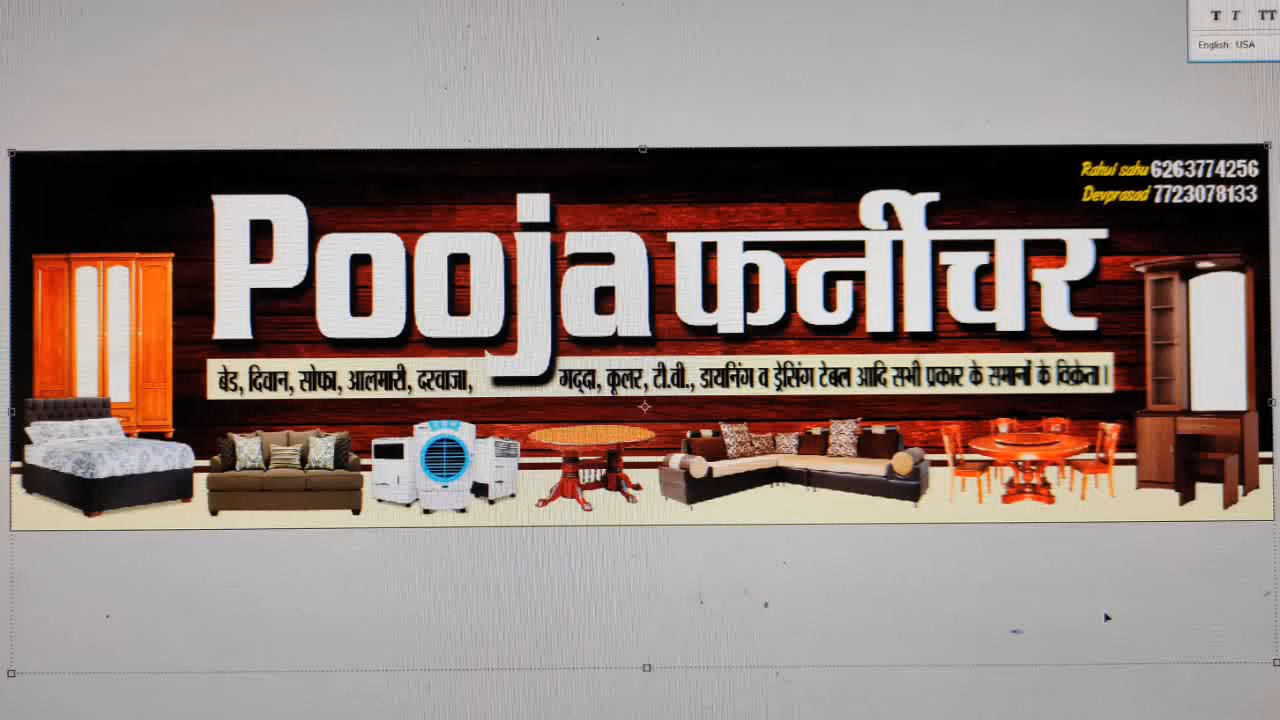 T T TT
English: USA
Rahul sahu 6263774256
Devprasad 7723078133
Pooja फर्नीचर
बेड, दिवान, सोफा, आलमारी, दरवाजा, गद्दा, कूलर, टी.वी., डायनिंग व ड्रेसिंग टेबल आदि सभी प्रकार के समानों के विक्रेता।